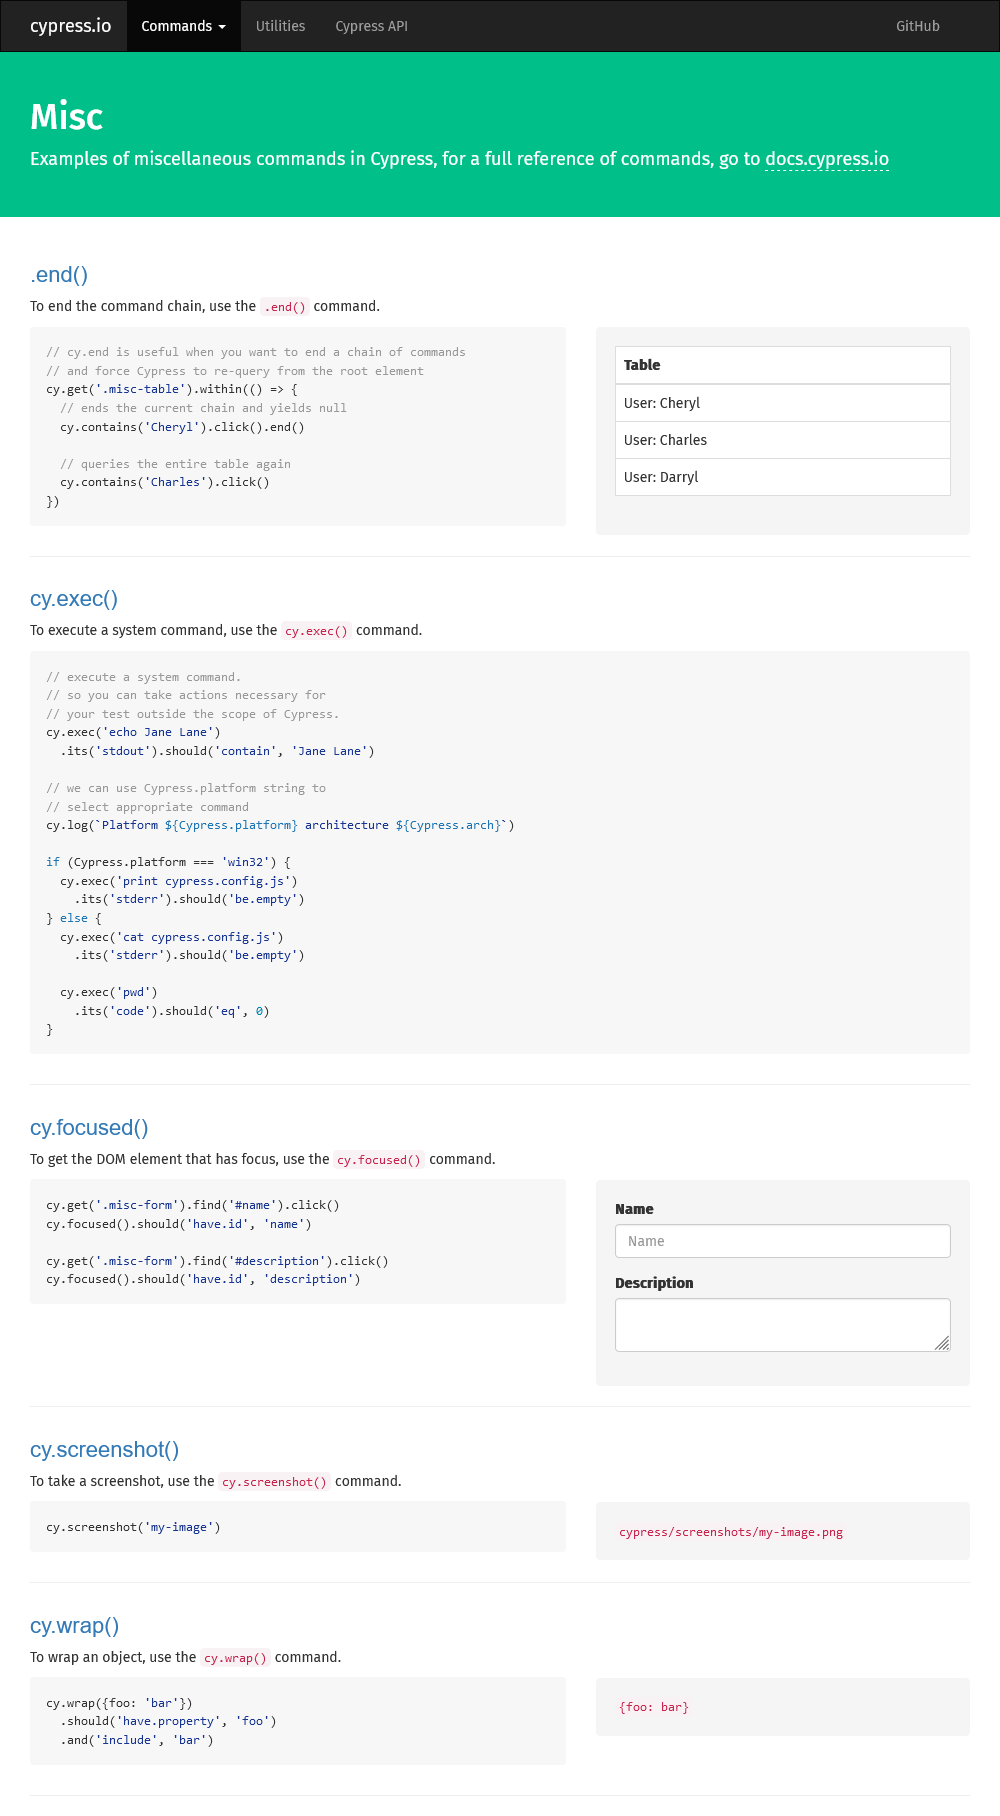 cypress.io Commands Utilities Cypress API GitHub
Misc
Examples of miscellaneous commands in Cypress, for a full reference of commands, go to docs.cypress.io
.end()
To end the command chain, use the .end() command.
// cy.end is useful when you want to end a chain of commands
// and force Cypress to re-query from the root element
cy.get('.misc-table').within(() => {
  // ends the current chain and yields null
  cy.contains('Cheryl').click().end()

  // queries the entire table again
  cy.contains('Charles').click()
})
Table
User: Cheryl
User: Charles
User: Darryl
cy.exec()
To execute a system command, use the cy.exec() command.
// execute a system command.
// so you can take actions necessary for
// your test outside the scope of Cypress.
cy.exec('echo Jane Lane')
  .its('stdout').should('contain', 'Jane Lane')

// we can use Cypress.platform string to
// select appropriate command
cy.log(`Platform ${Cypress.platform} architecture ${Cypress.arch}`)

if (Cypress.platform === 'win32') {
  cy.exec('print cypress.config.js')
    .its('stderr').should('be.empty')
} else {
  cy.exec('cat cypress.config.js')
    .its('stderr').should('be.empty')

  cy.exec('pwd')
    .its('code').should('eq', 0)
}
cy.focused()
To get the DOM element that has focus, use the cy.focused() command.
cy.get('.misc-form').find('#name').click()
cy.focused().should('have.id', 'name')

cy.get('.misc-form').find('#description').click()
cy.focused().should('have.id', 'description')
Name
Name
Description
cy.screenshot()
To take a screenshot, use the cy.screenshot() command.
cy.screenshot('my-image')
cypress/screenshots/my-image.png
cy.wrap()
To wrap an object, use the cy.wrap() command.
cy.wrap({foo: 'bar'})
  .should('have.property', 'foo')
  .and('include', 'bar')
{foo: bar}